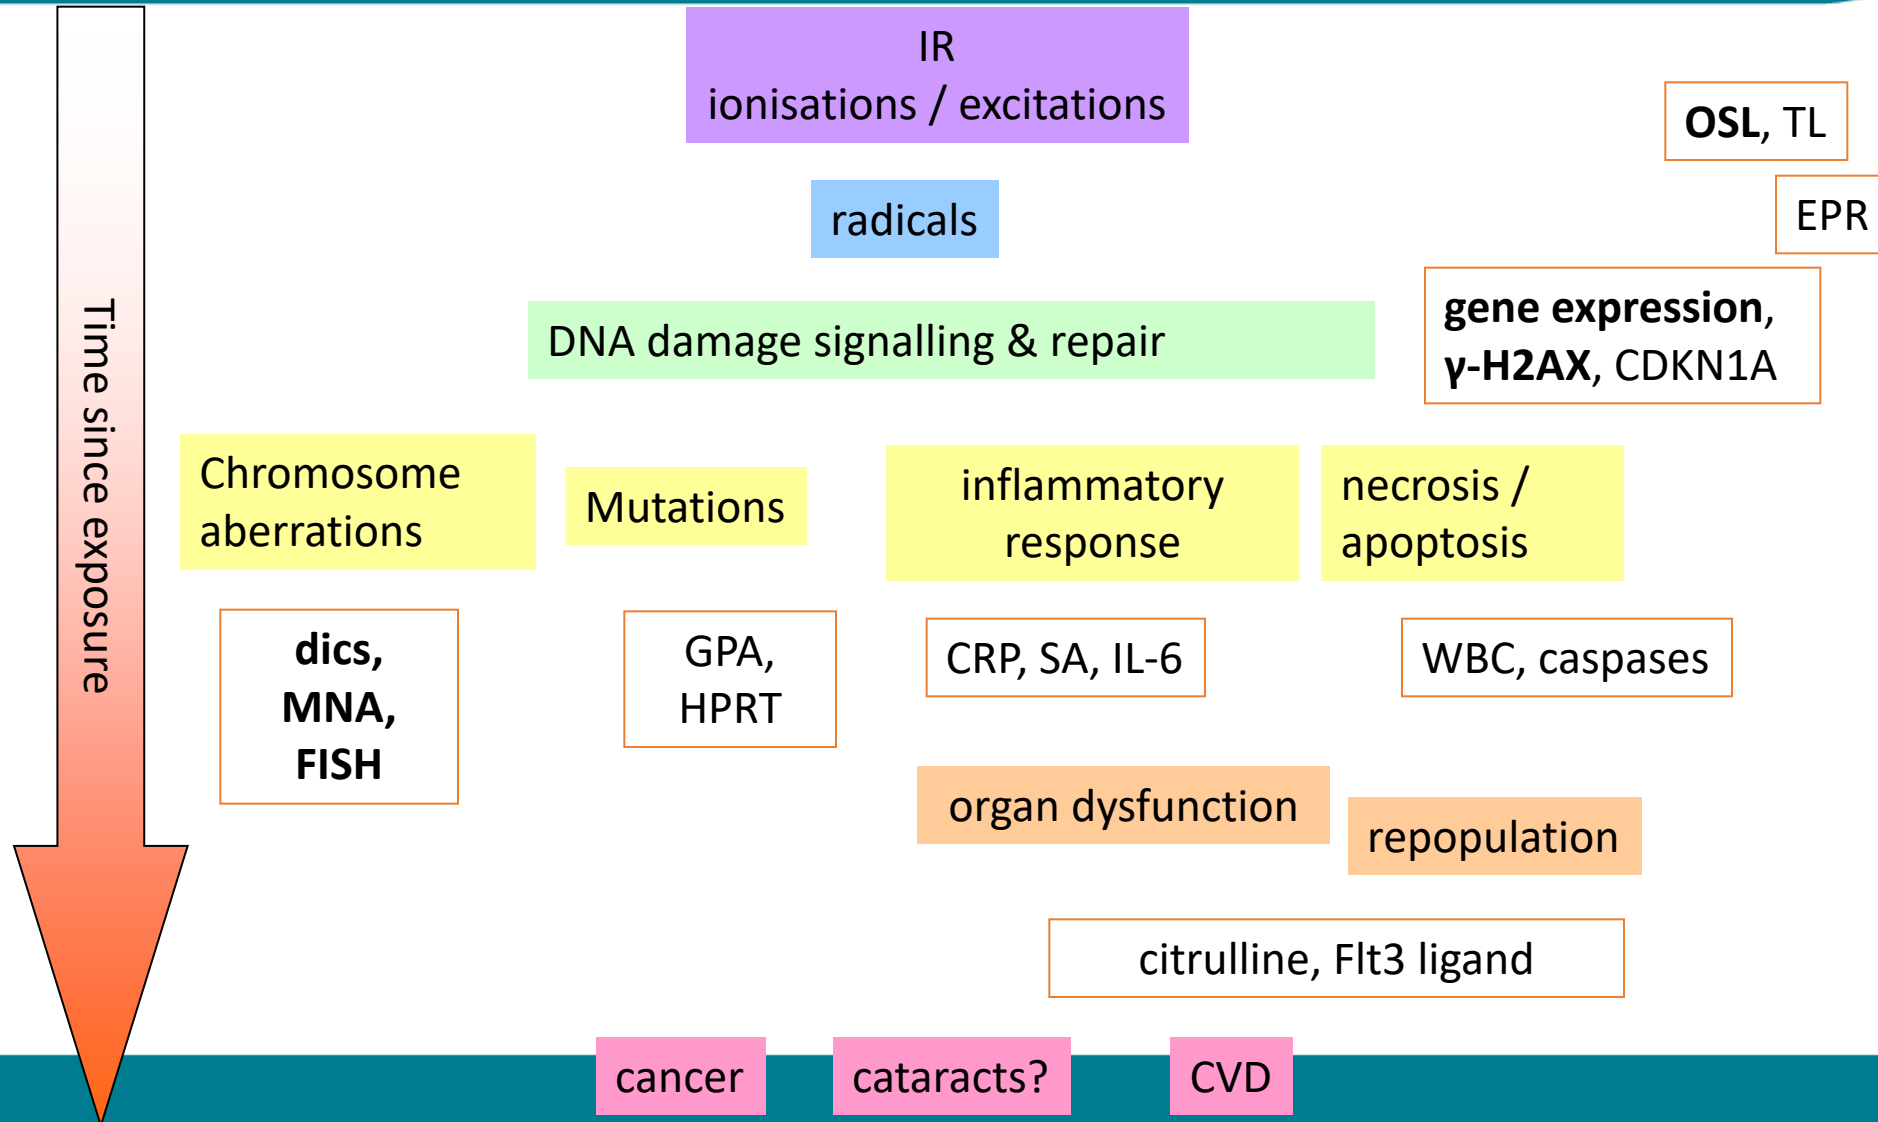 IR
ionisations / excitations
OSL, TL
radicals
EPR
DNA damage signalling & repair
gene expression,
γ-H2AX, CDKN1A
Time since exposure
Chromosome
aberrations
Mutations
inflammatory
response
necrosis /
apoptosis
dics,
MNA,
FISH
GPA,
HPRT
CRP, SA, IL-6
WBC, caspases
organ dysfunction
repopulation
citrulline, Flt3 ligand
cancer
cataracts?
CVD